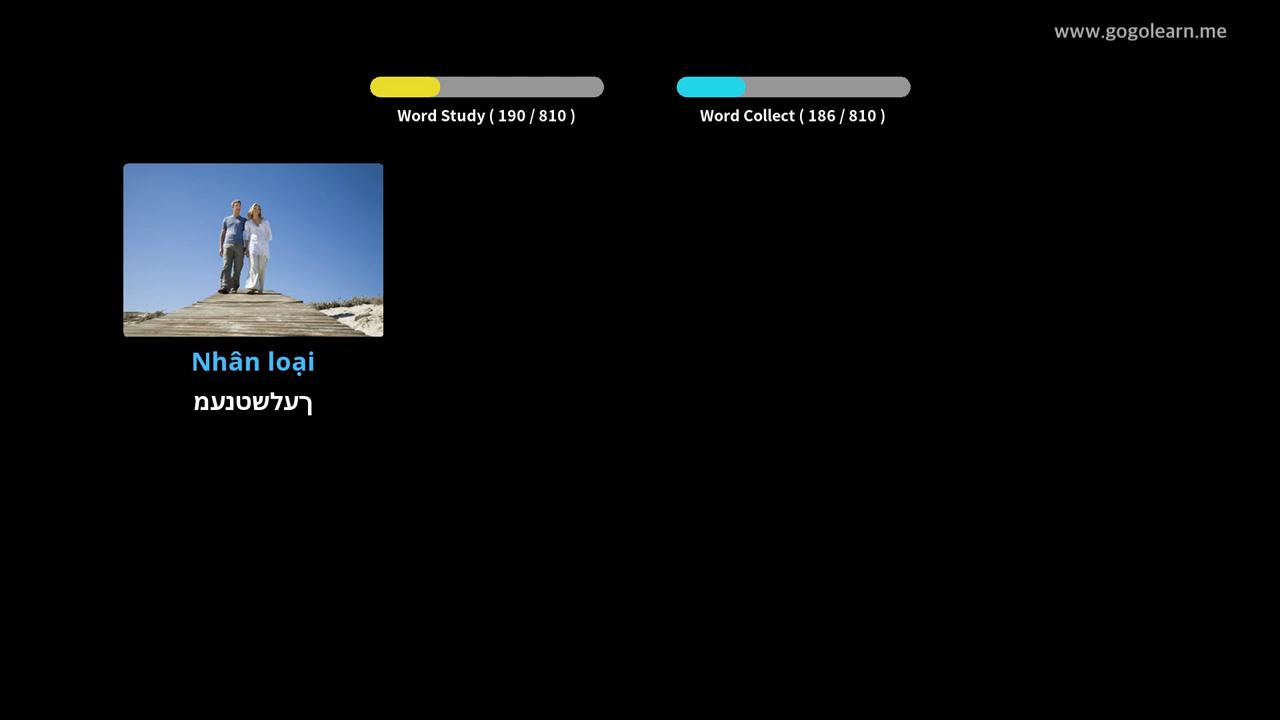 www.gogolearn.me
Word Study ( 190 / 810 )
Word Collect ( 186 / 810 )
Nhân loại
מענטשלעך